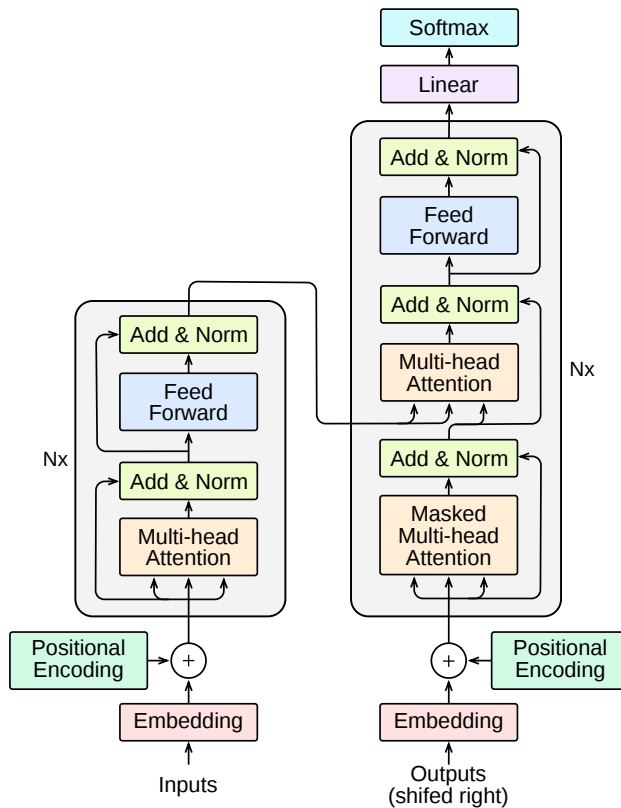 Softmax
Linear
Add & Norm
Feed
Forward
Add & Norm
Multi-head
Attention
Nx
Add & Norm
Masked
Multi-head
Attention
Add & Norm
Feed
Forward
Nx
Add & Norm
Multi-head
Attention
Positional
Encoding
+
Embedding
Inputs
+
Positional
Encoding
Embedding
Outputs
(shifed right)